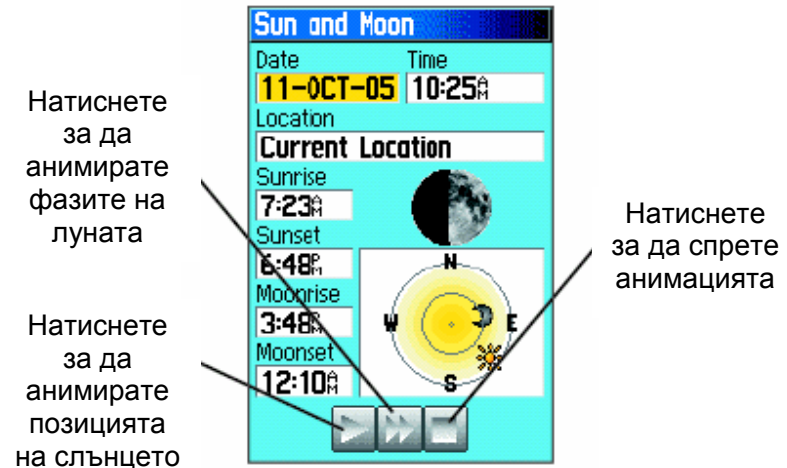 Sun and Moon
Date Time
11-OCT-05 10:25AM
Location
Current Location
Sunrise
7:23AM
Sunset
6:48PM
Moonrise
3:48PM
Moonset
12:10AM
N
W E
S
Натиснете
за да
анимирате
фазите на
луната
Натиснете
за да
анимирате
позицията
на слънцето
Натиснете
за да спрете
анимацията